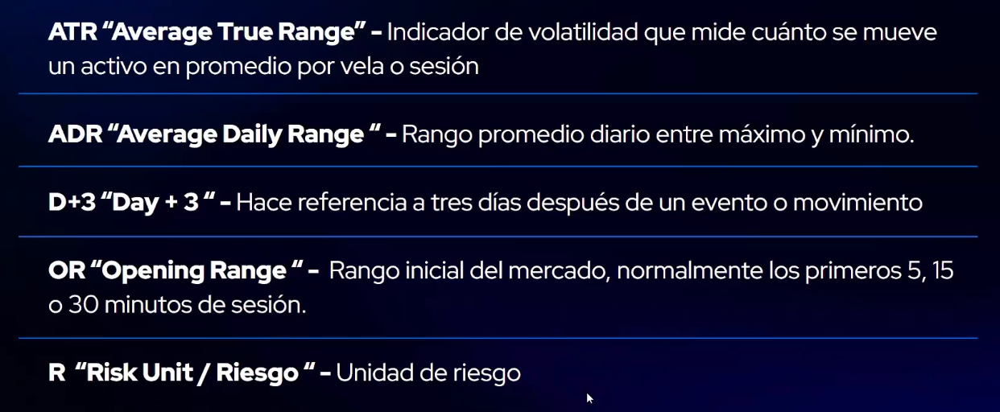 ATR “Average True Range” - Indicador de volatilidad que mide cuánto se mueve
un activo en promedio por vela o sesión
ADR “Average Daily Range “ - Rango promedio diario entre máximo y mínimo.
D+3 “Day + 3 “ - Hace referencia a tres días después de un evento o movimiento
OR “Opening Range “ - Rango inicial del mercado, normalmente los primeros 5, 15
o 30 minutos de sesión.
R “Risk Unit / Riesgo “ - Unidad de riesgo